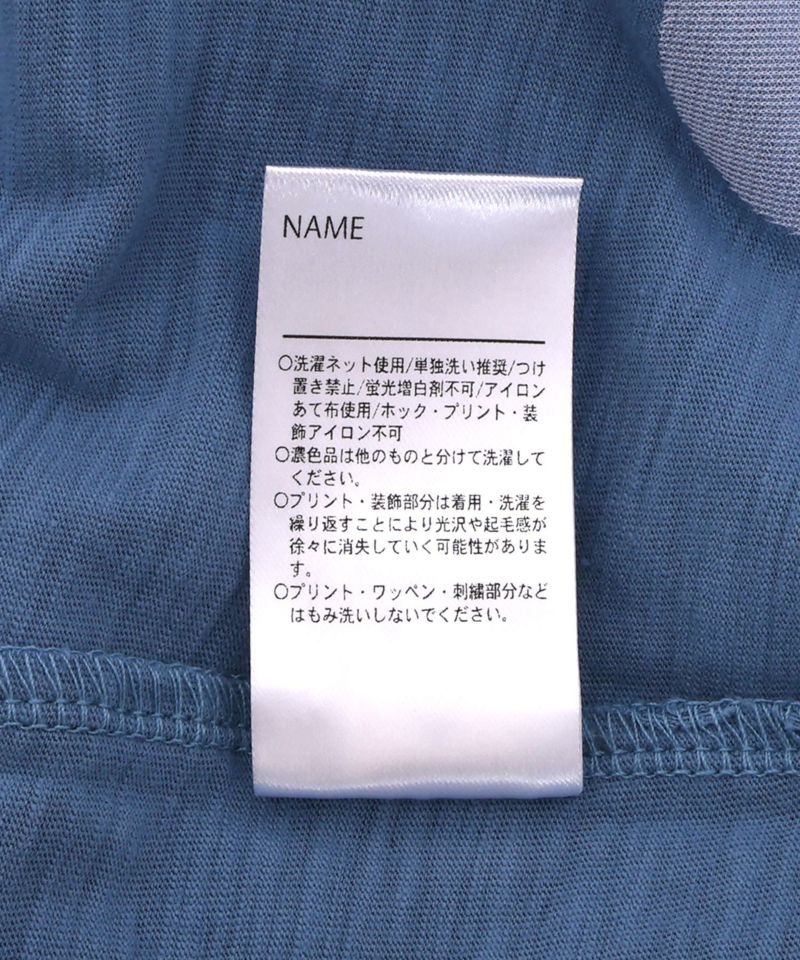 NAME
○洗濯ネット使用/単独洗い推奨/つけ
置き禁止/蛍光増白剤不可/アイロン
あて布使用/ホック・プリント・装
飾アイロン不可
○濃色品は他のものと分けて洗濯して
ください。
○プリント・装飾部分は着用・洗濯を
繰り返すことにより光沢や起毛感が
徐々に消失していく可能性がありま
す。
○プリント・ワッペン・刺繍部分など
はもみ洗いしないでください。